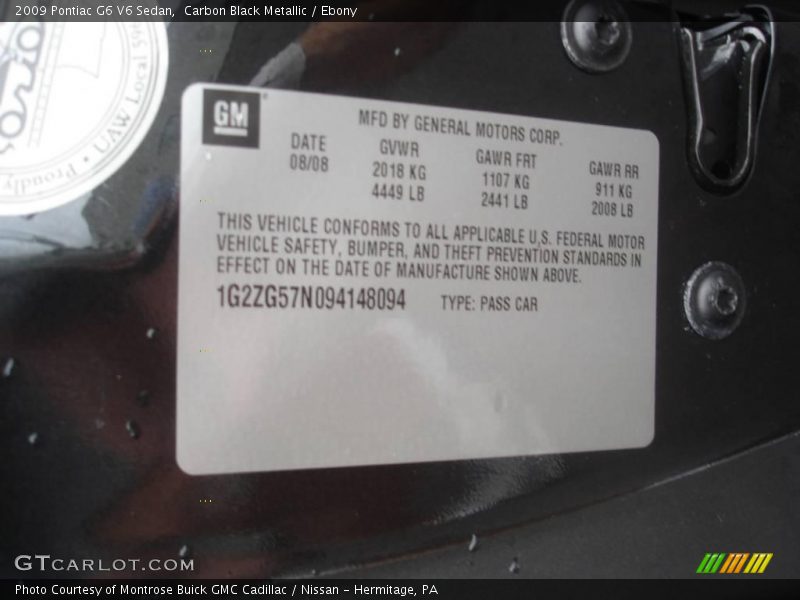 2009 Pontiac G6 V6 Sedan,  Carbon Black Metallic / Ebony
Proudly • UAW Local
GM
MFD BY GENERAL MOTORS CORP.
DATE GVWR GAWR FRT GAWR RR
08/08 2018 KG 1107 KG 911 KG
4449 LB 2441 LB 2008 LB
THIS VEHICLE CONFORMS TO ALL APPLICABLE U.S. FEDERAL MOTOR
VEHICLE SAFETY, BUMPER, AND THEFT PREVENTION STANDARDS IN
EFFECT ON THE DATE OF MANUFACTURE SHOWN ABOVE.
1G2ZG57N094148094 TYPE: PASS CAR
GTCARLOT.COM
Photo Courtesy of Montrose Buick GMC Cadillac / Nissan - Hermitage, PA